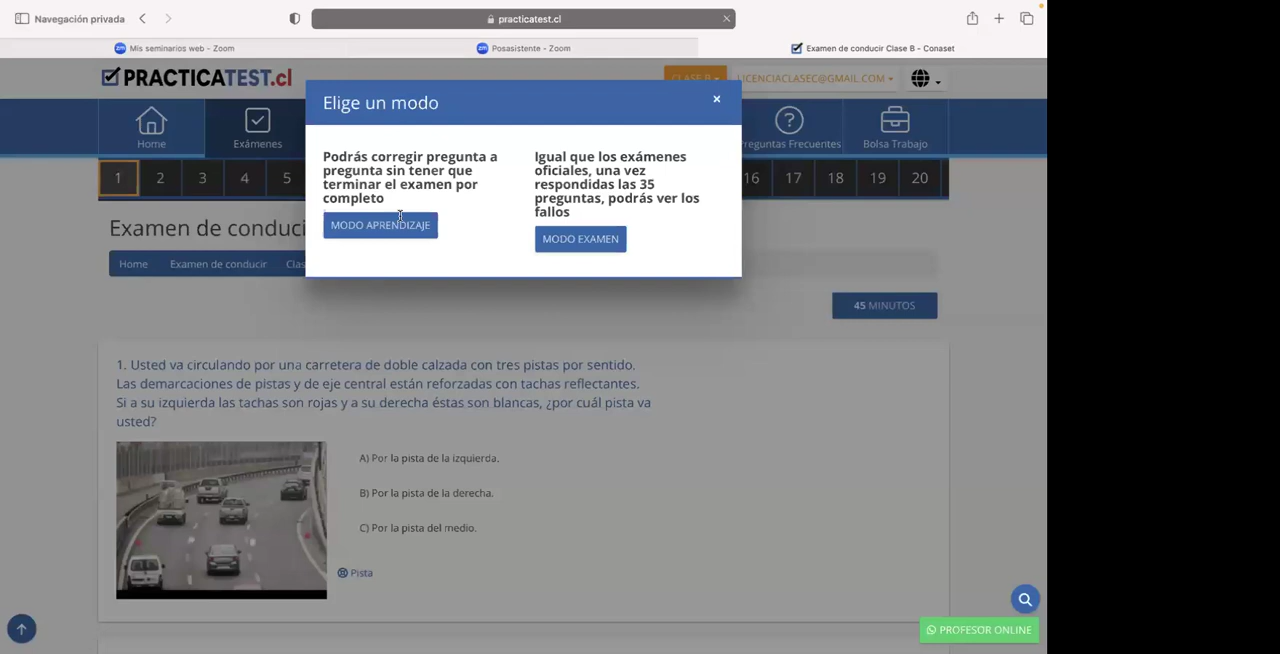 Navegación privada
practicatest.cl
Mis seminarios web - Zoom
Posasistente - Zoom
Examen de conducir Clase B - Conaset
PRACTICATEST.cl
CLASE B
LICENCIACLASEC@GMAIL.COM
Home
Exámenes
Preguntas Frecuentes
Bolsa Trabajo
1 2 3 4 5 16 17 18 19 20
Elige un modo
×
Podrás corregir pregunta a
pregunta sin tener que
terminar el examen por
completo
MODO APRENDIZAJE
Igual que los exámenes
oficiales, una vez
respondidas las 35
preguntas, podrás ver los
fallos
MODO EXAMEN
Examen de conduci
Home Examen de conducir Clas
45 MINUTOS
1. Usted va circulando por una carretera de doble calzada con tres pistas por sentido.
Las demarcaciones de pistas y de eje central están reforzadas con tachas reflectantes.
Si a su izquierda las tachas son rojas y a su derecha éstas son blancas, ¿por cuál pista va
usted?
A) Por la pista de la izquierda.
B) Por la pista de la derecha.
C) Por la pista del medio.
Pista
PROFESOR ONLINE